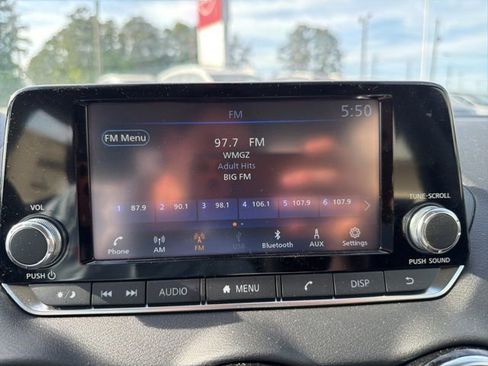 FM
5:50
FM Menu
97.7 FM
WMGZ
Adult Hits
BIG FM
1 87.9 2 90.1 3 98.1 4 106.1 5 107.9 6 107.9
Phone AM FM USB Bluetooth AUX Settings
VOL
PUSH
TUNE-SCROLL
PUSH SOUND
AUDIO MENU DISP